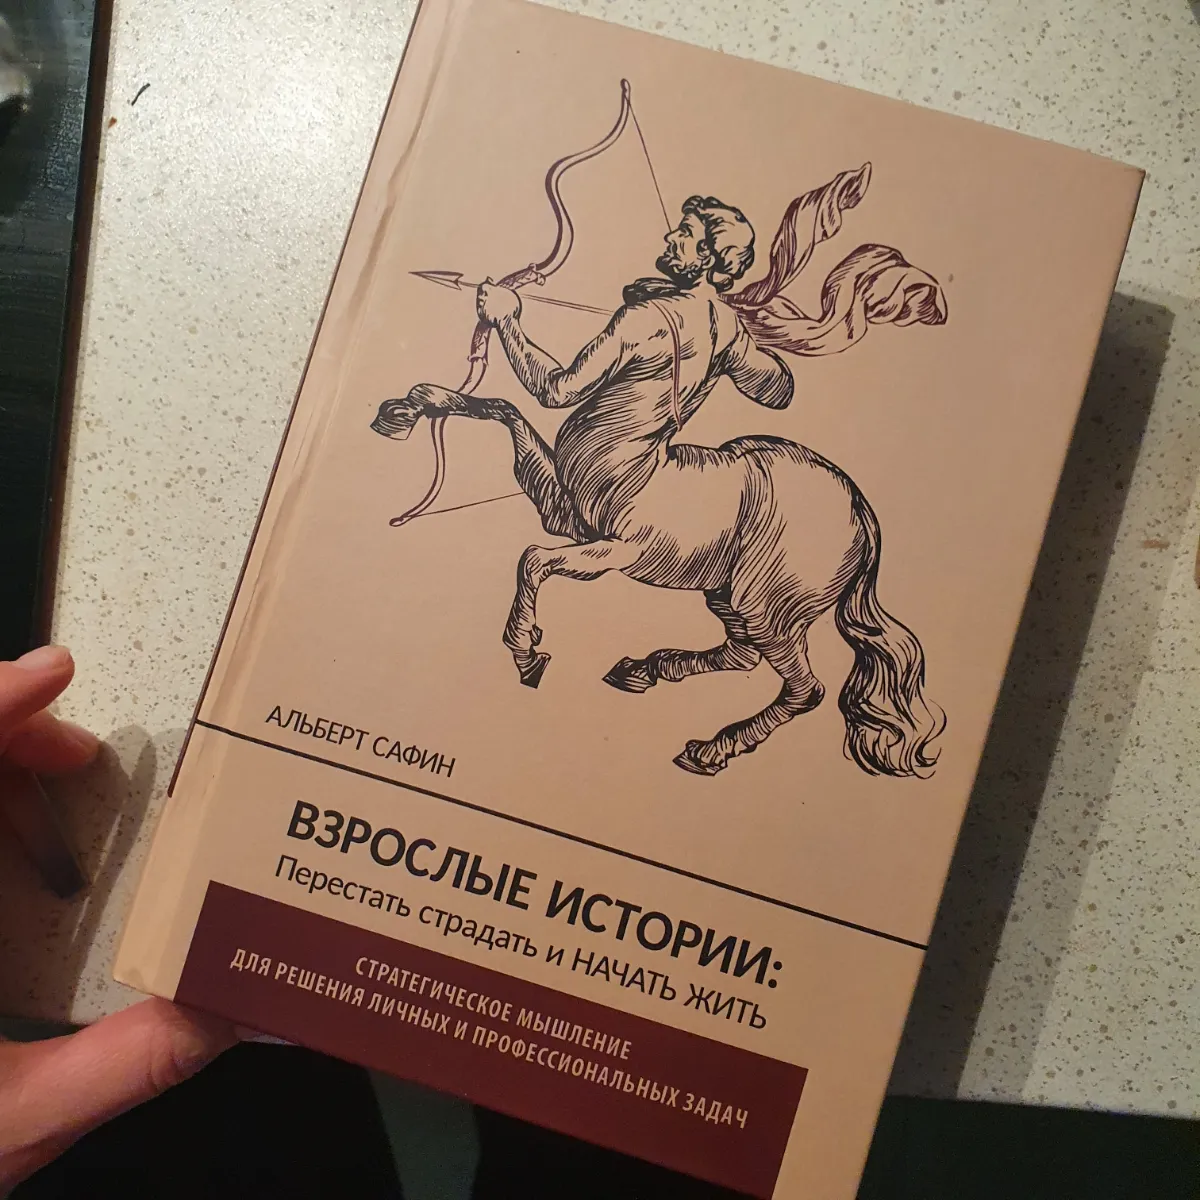 АЛЬБЕРТ САФИН
ВЗРОСЛЫЕ ИСТОРИИ:
Перестать страдать и НАЧАТЬ ЖИТЬ
СТРАТЕГИЧЕСКОЕ МЫШЛЕНИЕ
ДЛЯ РЕШЕНИЯ ЛИЧНЫХ И ПРОФЕССИОНАЛЬНЫХ ЗАДАЧ